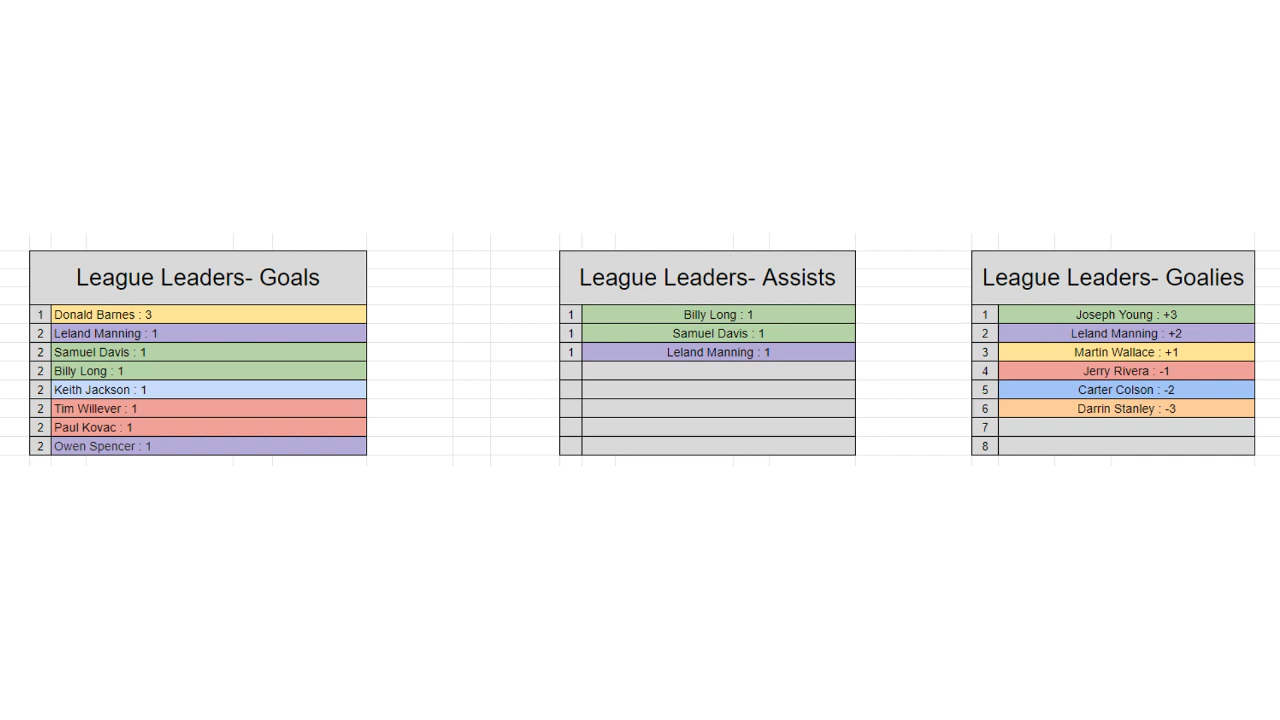 League Leaders- Goals
1 Donald Barnes : 3
2 Leland Manning : 1
2 Samuel Davis : 1
2 Billy Long : 1
2 Keith Jackson : 1
2 Tim Willever : 1
2 Paul Kovac : 1
2 Owen Spencer : 1
League Leaders- Assists
1 Billy Long : 1
1 Samuel Davis : 1
1 Leland Manning : 1
League Leaders- Goalies
1 Joseph Young : +3
2 Leland Manning : +2
3 Martin Wallace : +1
4 Jerry Rivera : -1
5 Carter Colson : -2
6 Darrin Stanley : -3
7
8